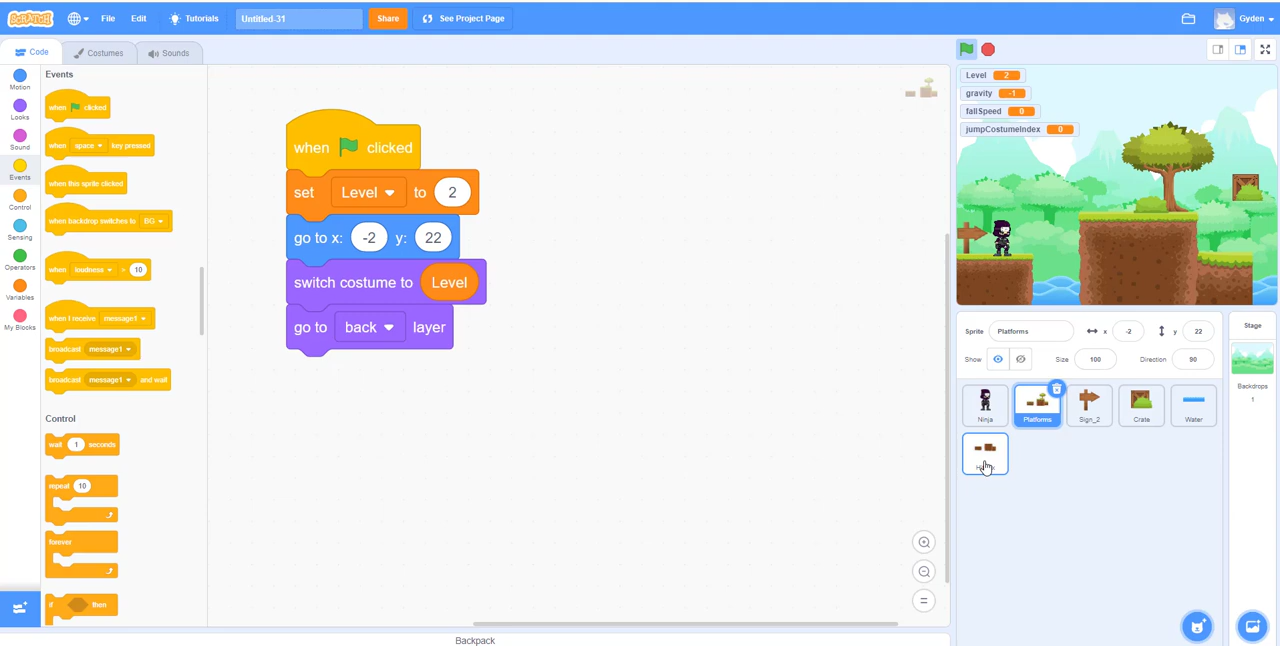 SCRATCH File Edit Tutorials Untitled-31 Share See Project Page Gyden
Code Costumes Sounds
Motion
Looks
Sound
Events
Control
Sensing
Operators
Variables
My Blocks
Events
when clicked
when space key pressed
when this sprite clicked
when backdrop switches to BG
when loudness > 10
when I receive message1
broadcast message1
broadcast message1 and wait
Control
wait 1 seconds
repeat 10
forever
if then
when clicked
set Level to 2
go to x: -2 y: 22
switch costume to Level
go to back layer
Backpack
Level 2
gravity -1
fallSpeed 0
jumpCostumeIndex 0
Sprite Platforms x -2 y 22
Show Size 100 Direction 90
Ninja Platforms Sign_2 Crate Water
Stage
Backdrops
1